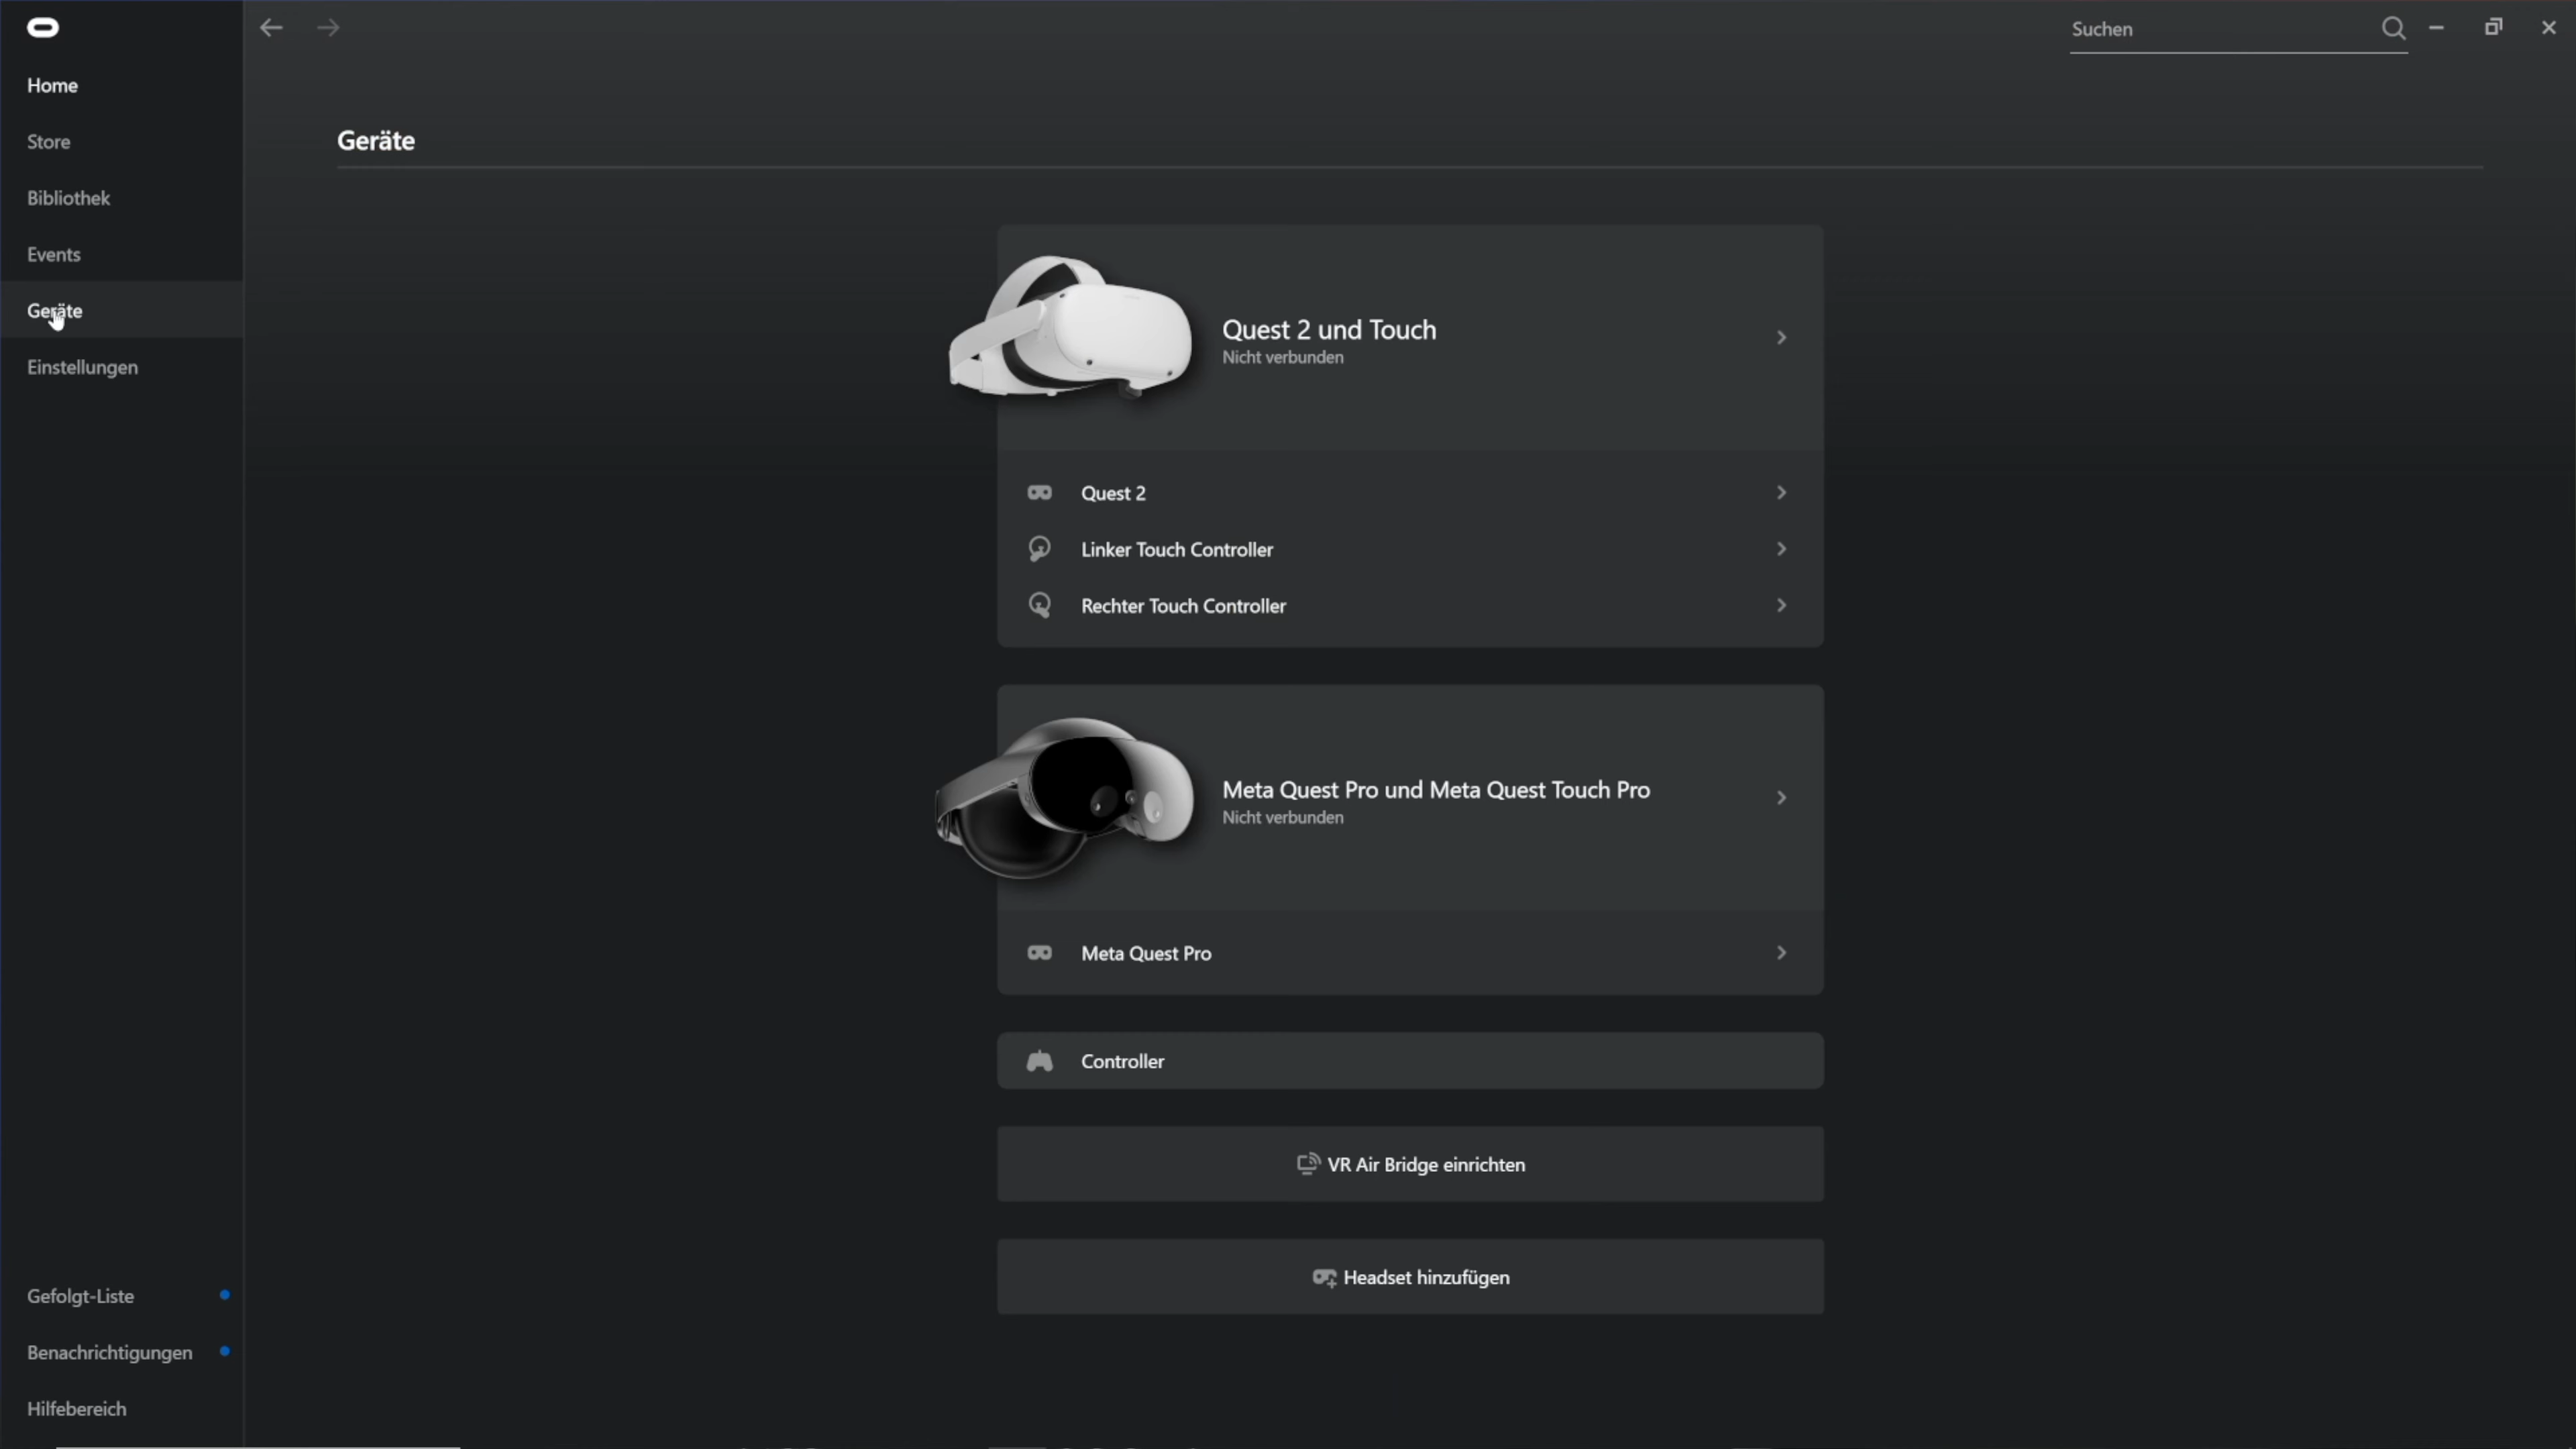 Suchen
Home
Store
Bibliothek
Events
Geräte
Einstellungen
Geräte
Quest 2 und Touch
Nicht verbunden
Quest 2
Linker Touch Controller
Rechter Touch Controller
Meta Quest Pro und Meta Quest Touch Pro
Nicht verbunden
Meta Quest Pro
Controller
VR Air Bridge einrichten
Headset hinzufügen
Gefolgt-Liste
Benachrichtigungen
Hilfebereich